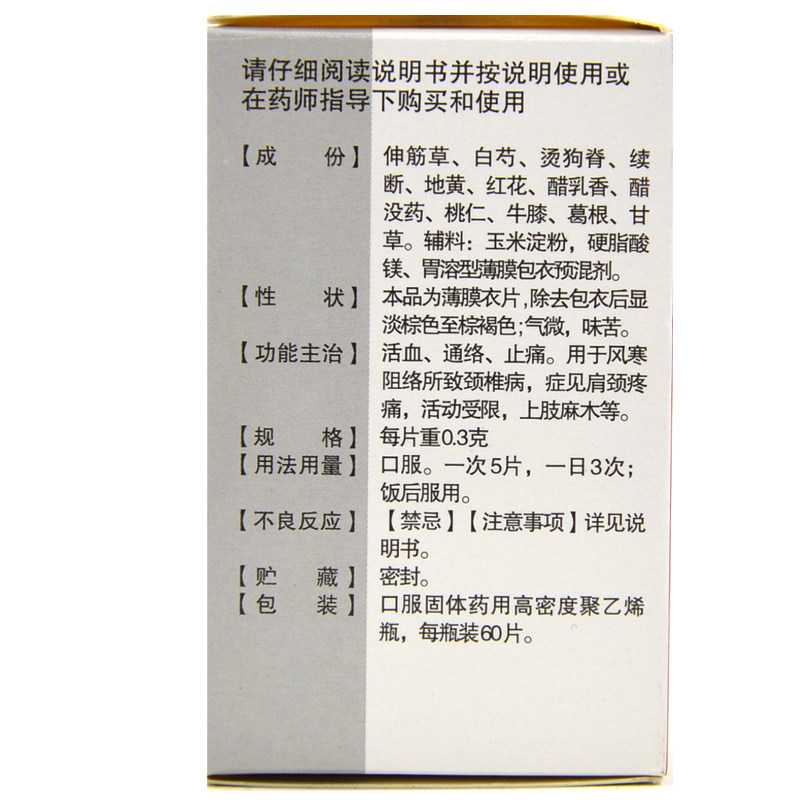 请仔细阅读说明书并按说明使用或
在药师指导下购买和使用
【成 份】 伸筋草、白芍、烫狗脊、续
断、地黄、红花、醋乳香、醋
没药、桃仁、牛膝、葛根、甘
草。辅料：玉米淀粉，硬脂酸
镁、胃溶型薄膜包衣预混剂。
【性 状】 本品为薄膜衣片,除去包衣后显
淡棕色至棕褐色;气微，味苦。
【功能主治】 活血、通络、止痛。用于风寒
阻络所致颈椎病，症见肩颈疼
痛，活动受限，上肢麻木等。
【规 格】 每片重0.3克
【用法用量】 口服。一次5片，一日3次；
饭后服用。
【不良反应】 【禁忌】【注意事项】详见说
明书。
【贮 藏】 密封。
【包 装】 口服固体药用高密度聚乙烯
瓶，每瓶装60片。